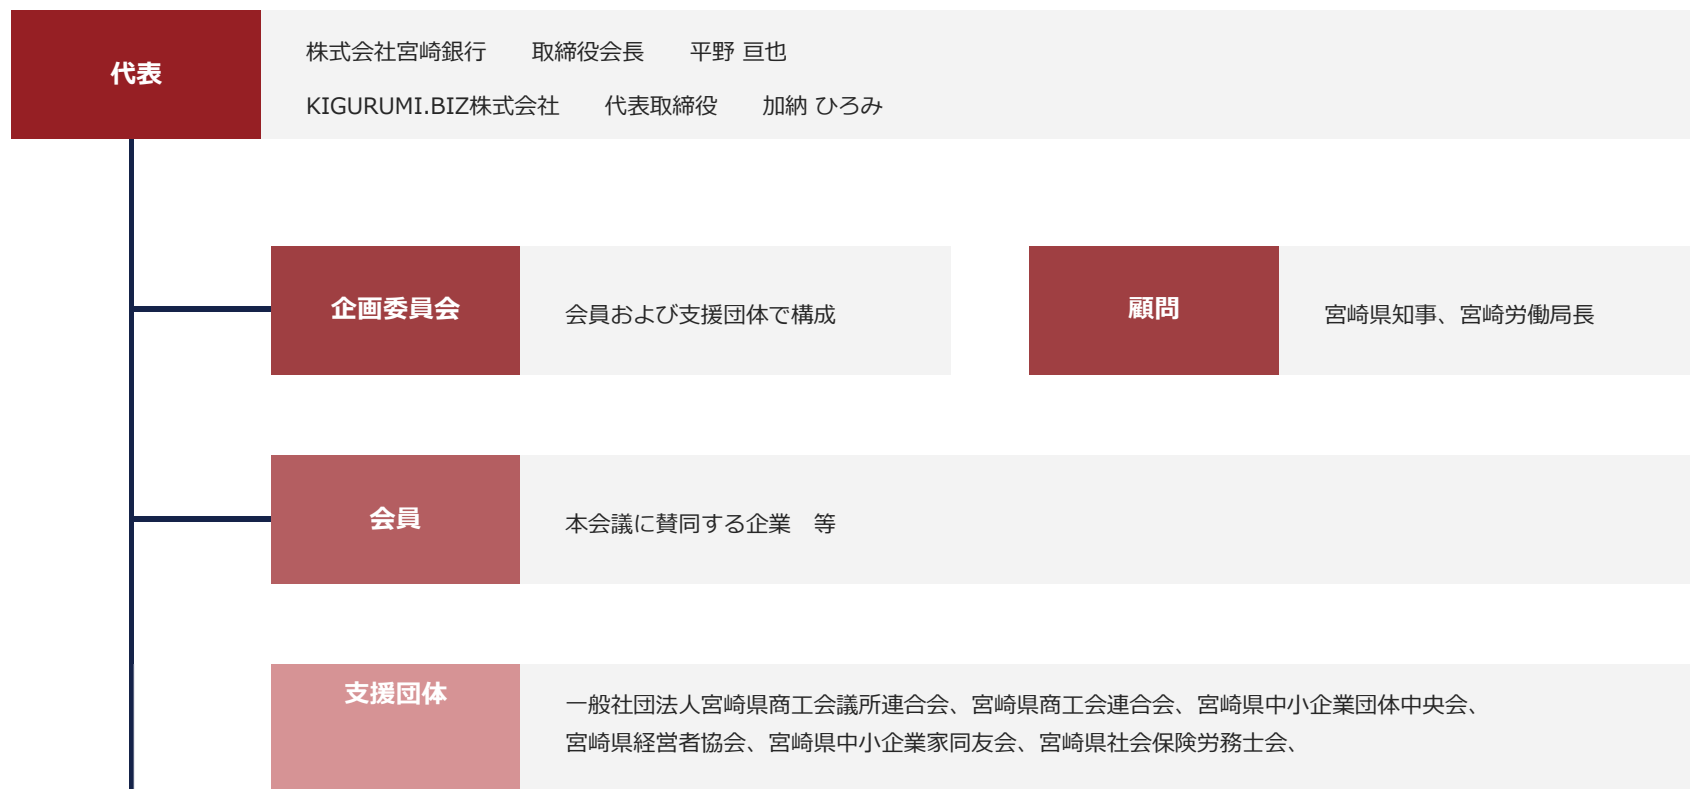 代表
株式会社宮崎銀行　　取締役会長　　平野 亘也
KIGURUMI.BIZ株式会社　　代表取締役　　加納 ひろみ
企画委員会
会員および支援団体で構成
顧問
宮崎県知事、宮崎労働局長
会員
本会議に賛同する企業　等
支援団体
一般社団法人宮崎県商工会議所連合会、宮崎県商工会連合会、宮崎県中小企業団体中央会、
宮崎県経営者協会、宮崎県中小企業家同友会、宮崎県社会保険労務士会、